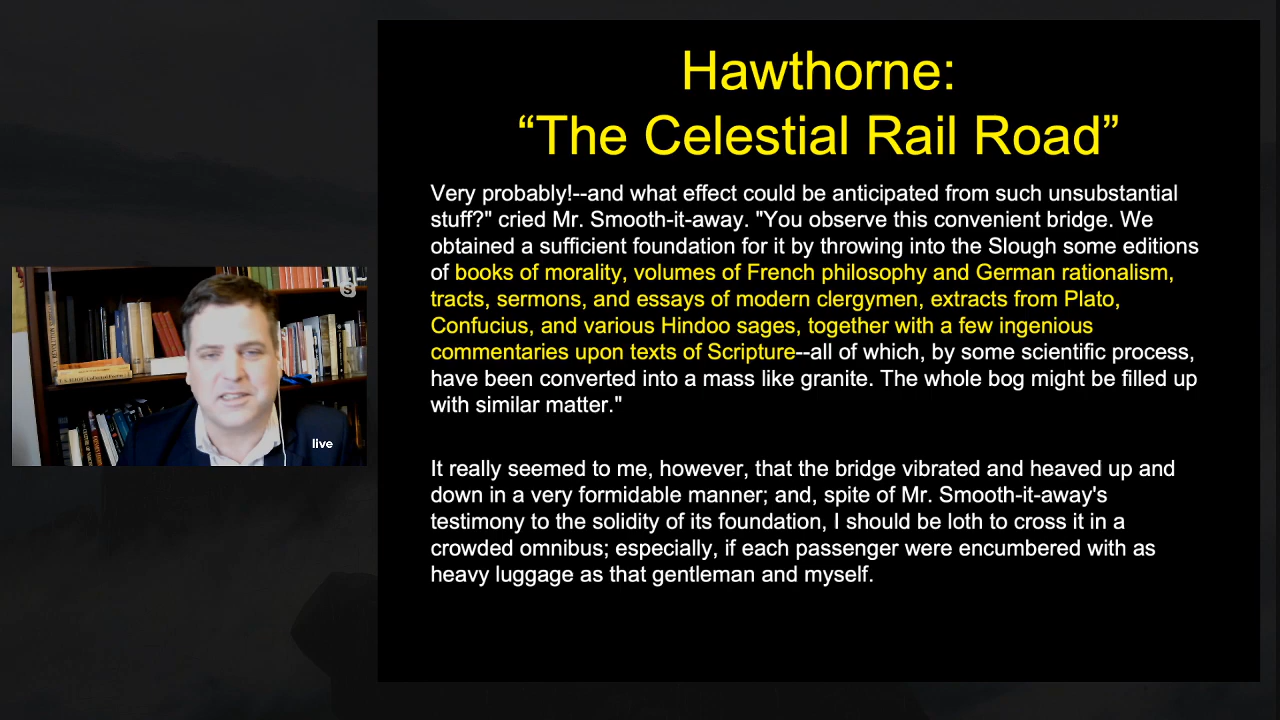 Hawthorne:
“The Celestial Rail Road”
Very probably!--and what effect could be anticipated from such unsubstantial
stuff?" cried Mr. Smooth-it-away. "You observe this convenient bridge. We
obtained a sufficient foundation for it by throwing into the Slough some editions
of books of morality, volumes of French philosophy and German rationalism,
tracts, sermons, and essays of modern clergymen, extracts from Plato,
Confucius, and various Hindoo sages, together with a few ingenious
commentaries upon texts of Scripture--all of which, by some scientific process,
have been converted into a mass like granite. The whole bog might be filled up
with similar matter."
It really seemed to me, however, that the bridge vibrated and heaved up and
down in a very formidable manner; and, spite of Mr. Smooth-it-away's
testimony to the solidity of its foundation, I should be loth to cross it in a
crowded omnibus; especially, if each passenger were encumbered with as
heavy luggage as that gentleman and myself.
live